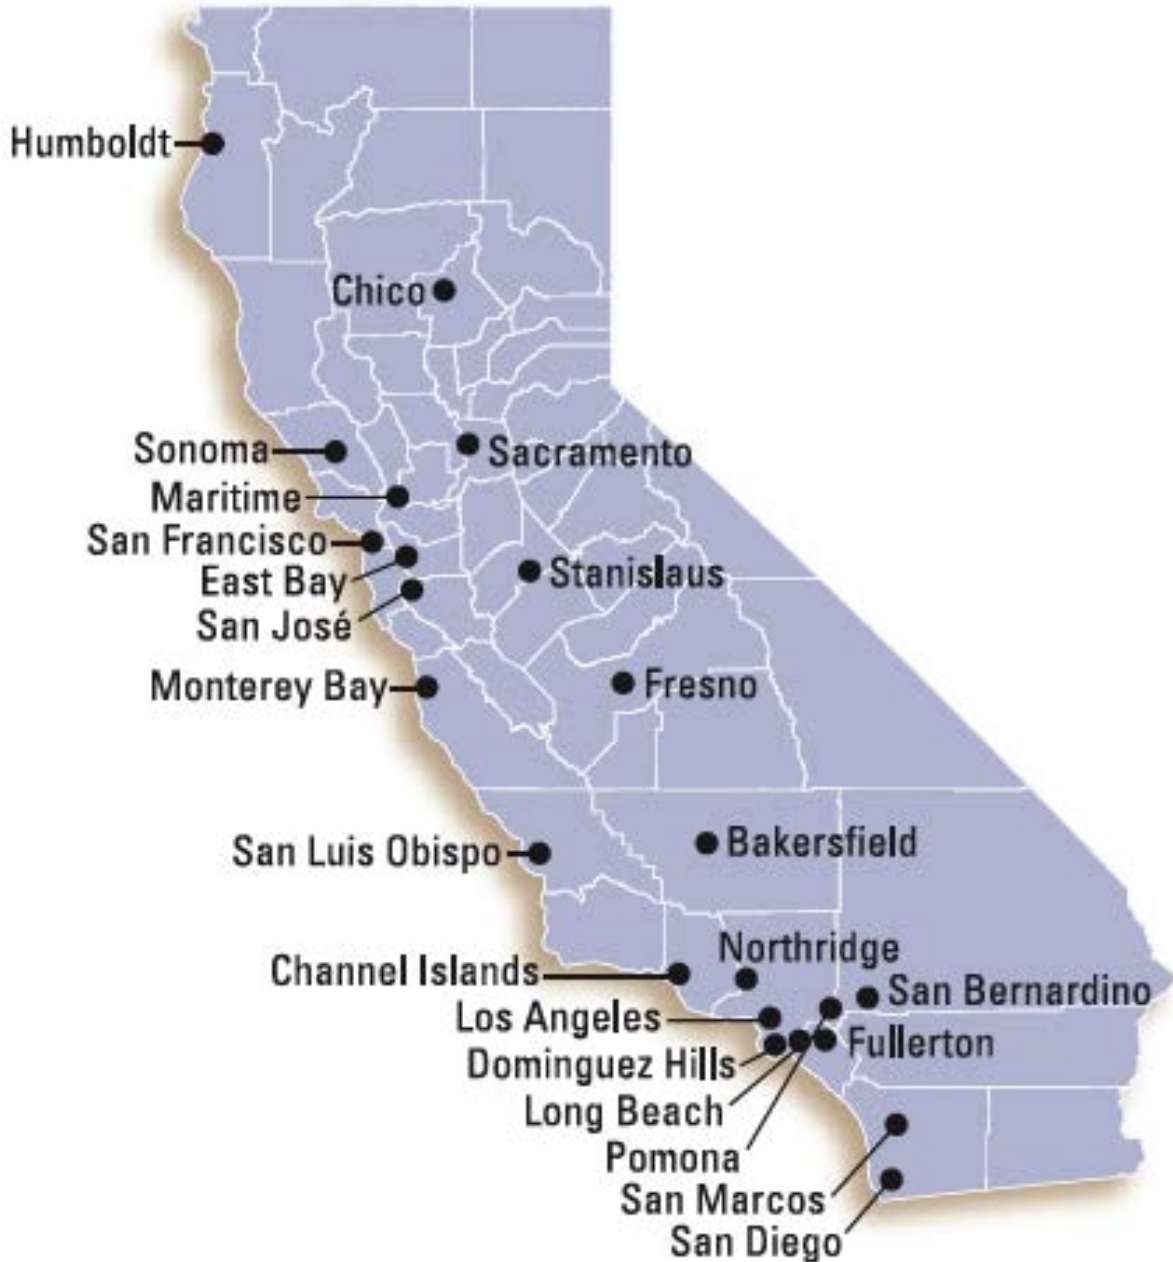 Humboldt
Chico
Sonoma
Sacramento
Maritime
San Francisco
East Bay
Stanislaus
San José
Monterey Bay
Fresno
San Luis Obispo
Bakersfield
Northridge
Channel Islands
San Bernardino
Los Angeles
Fullerton
Dominguez Hills
Long Beach
Pomona
San Marcos
San Diego